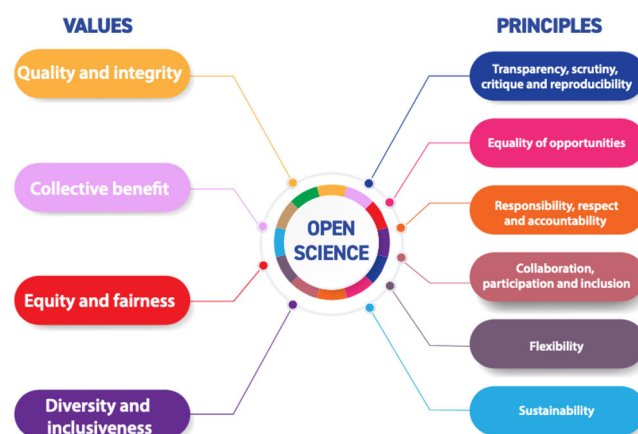 VALUES
Quality and integrity
Collective benefit
Equity and fairness
Diversity and
inclusiveness
OPEN
SCIENCE
PRINCIPLES
Transparency, scrutiny,
critique and reproducibility
Equality of opportunities
Responsibility, respect
and accountability
Collaboration,
participation and inclusion
Flexibility
Sustainability